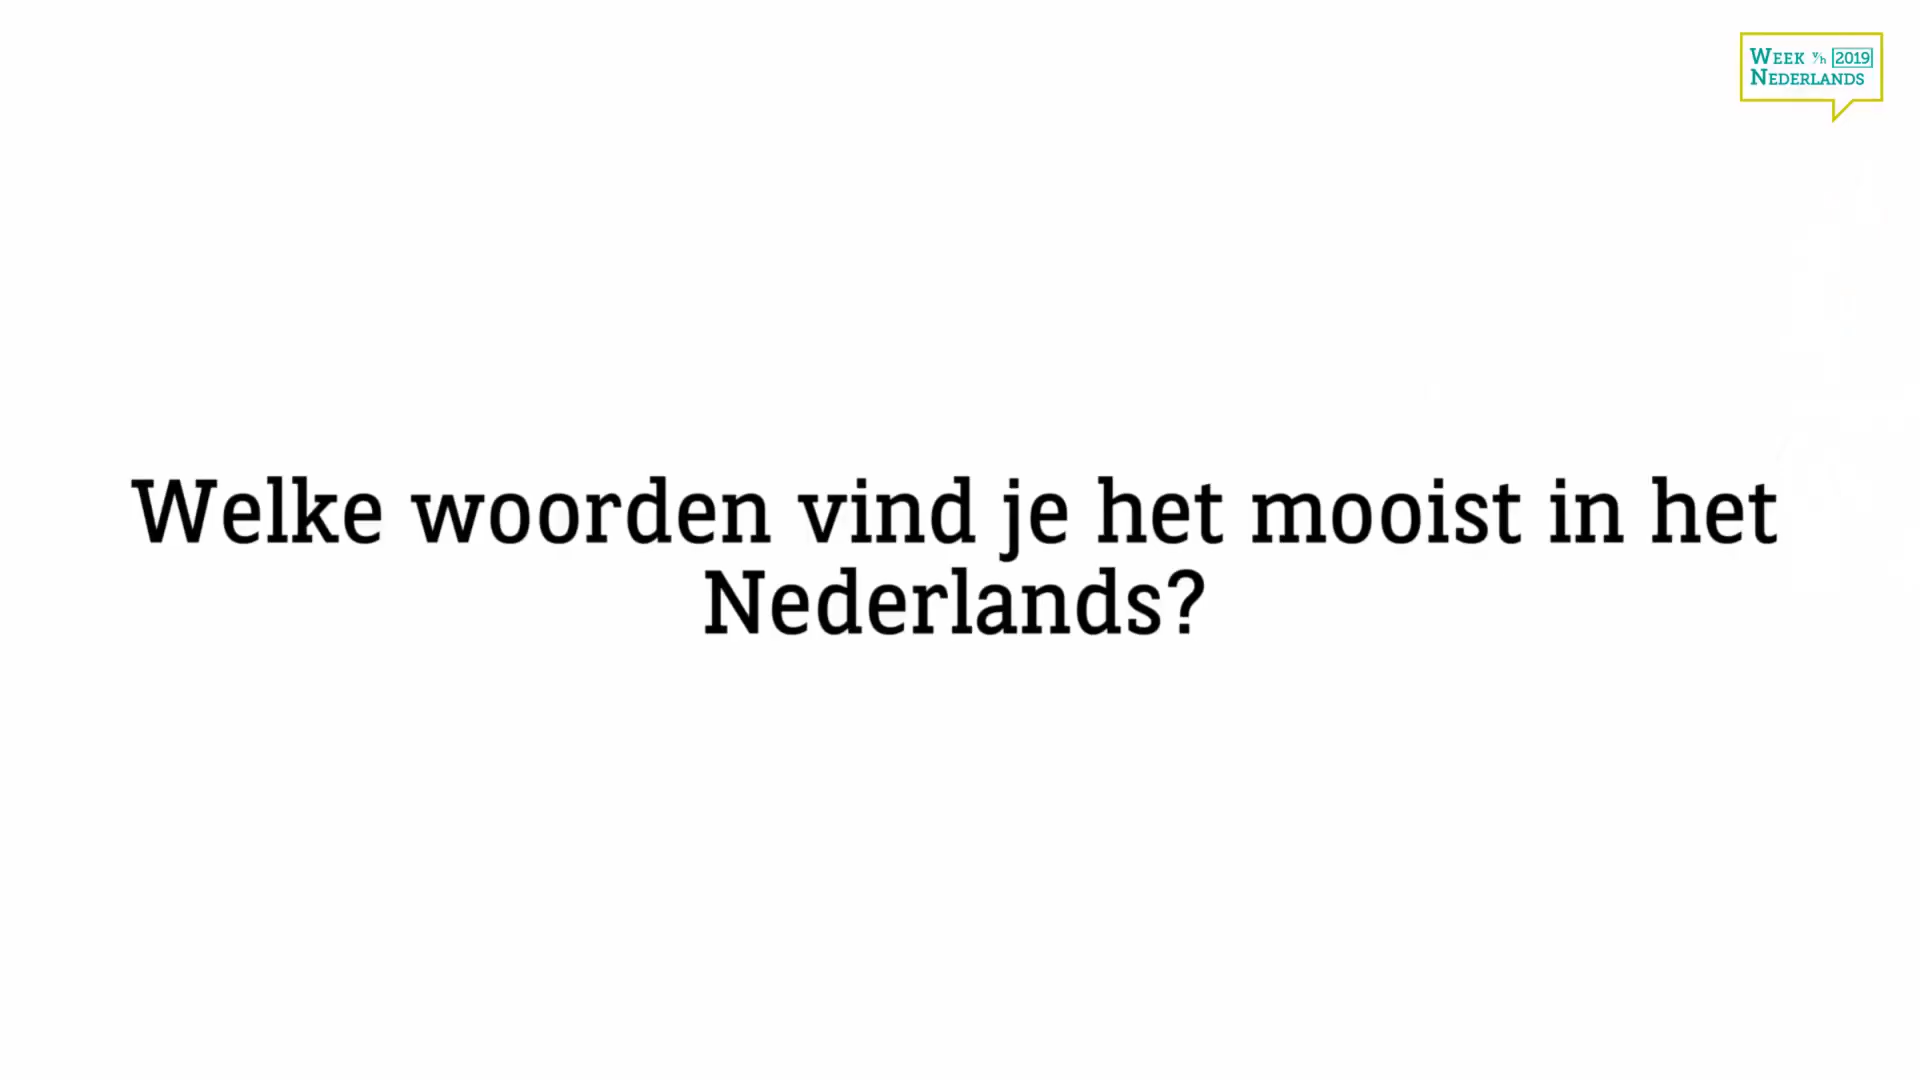 WEEK v/h 2019
NEDERLANDS
Welke woorden vind je het mooist in het
Nederlands?